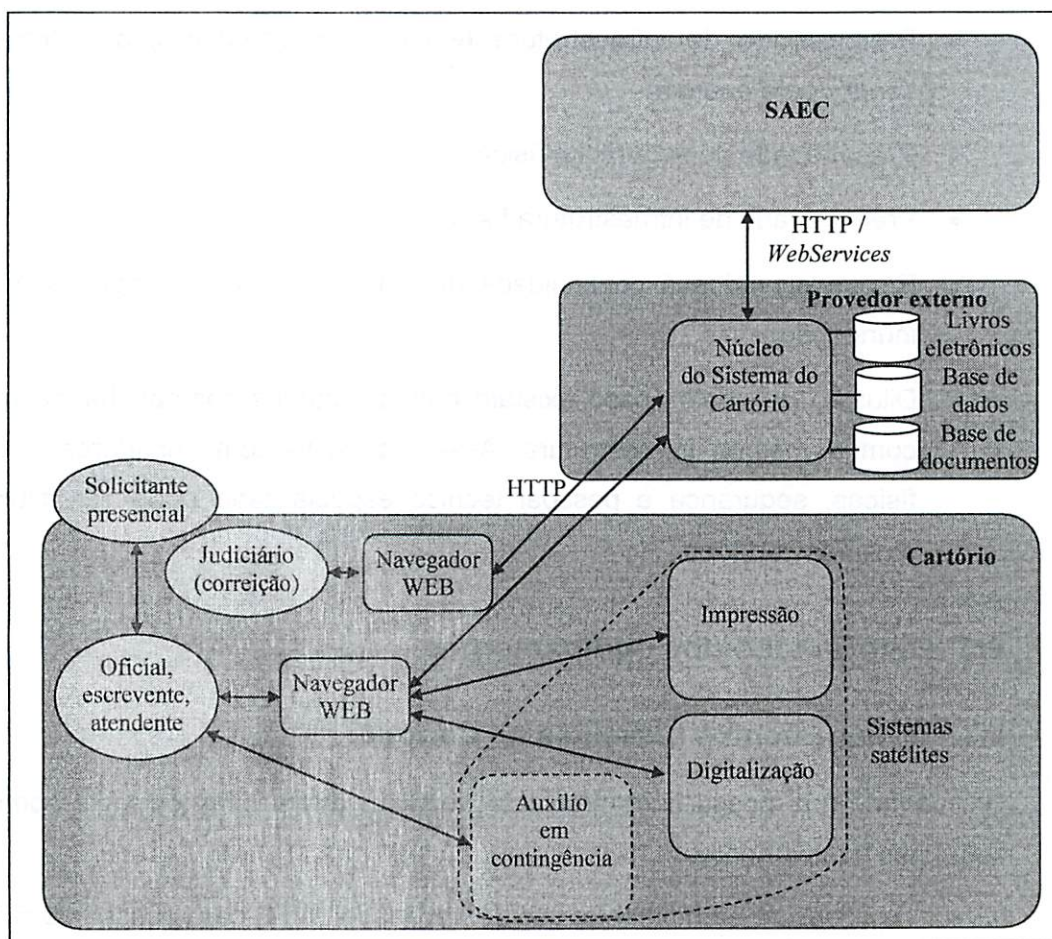 SAEC
HTTP /
WebServices
Provedor externo
Núcleo
do Sistema do
Cartório
Livros
eletrônicos
Base de
dados
Base de
documentos
HTTP
Solicitante
presencial
Judiciário
(correição)
Navegador
WEB
Cartório
Impressão
Oficial,
escrevente,
atendente
Navegador
WEB
Sistemas
satélites
Digitalização
Auxílio
em
contingência